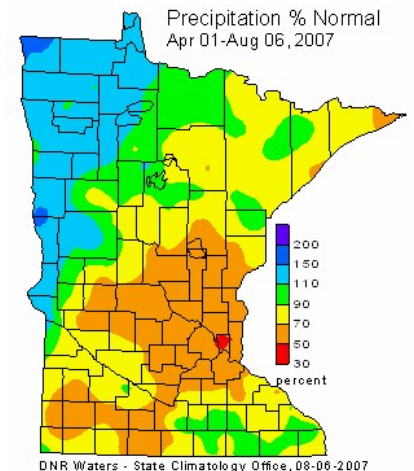 Precipitation % Normal
Apr 01-Aug 06, 2007
200
150
110
90
70
50
30
percent
DNR Waters - State Climatology Office, 08-06-2007